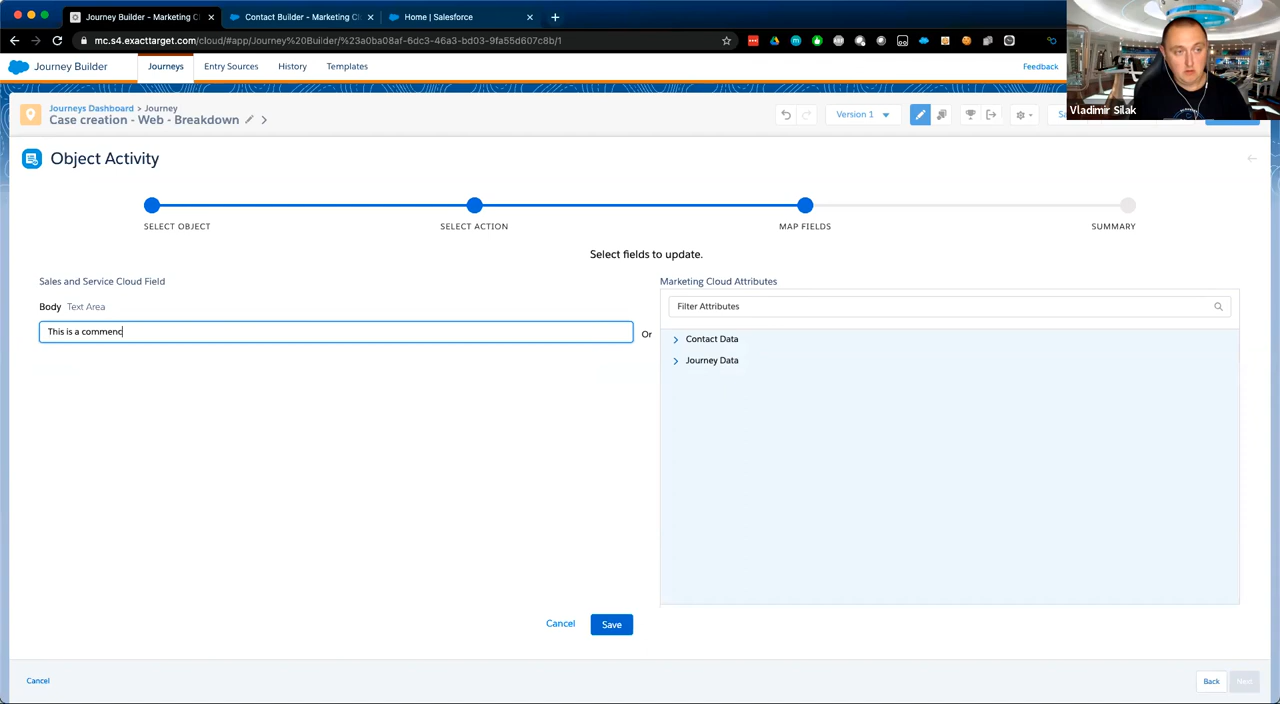 Journey Builder - Marketing Cl
Contact Builder - Marketing Cl
Home | Salesforce
mc.s4.exacttarget.com/cloud/#app/Journey%20Builder/%23a0ba08af-6dc3-46a3-bd03-9fa55d607c8b/1
Journey Builder
Journeys
Entry Sources
History
Templates
Feedback
Vladimir Silak
Journeys Dashboard > Journey
Case creation - Web - Breakdown
Version 1
Object Activity
SELECT OBJECT
SELECT ACTION
MAP FIELDS
SUMMARY
Select fields to update.
Sales and Service Cloud Field
Body Text Area
This is a commenc
Or
Marketing Cloud Attributes
Filter Attributes
Contact Data
Journey Data
Cancel
Save
Cancel
Back
Next